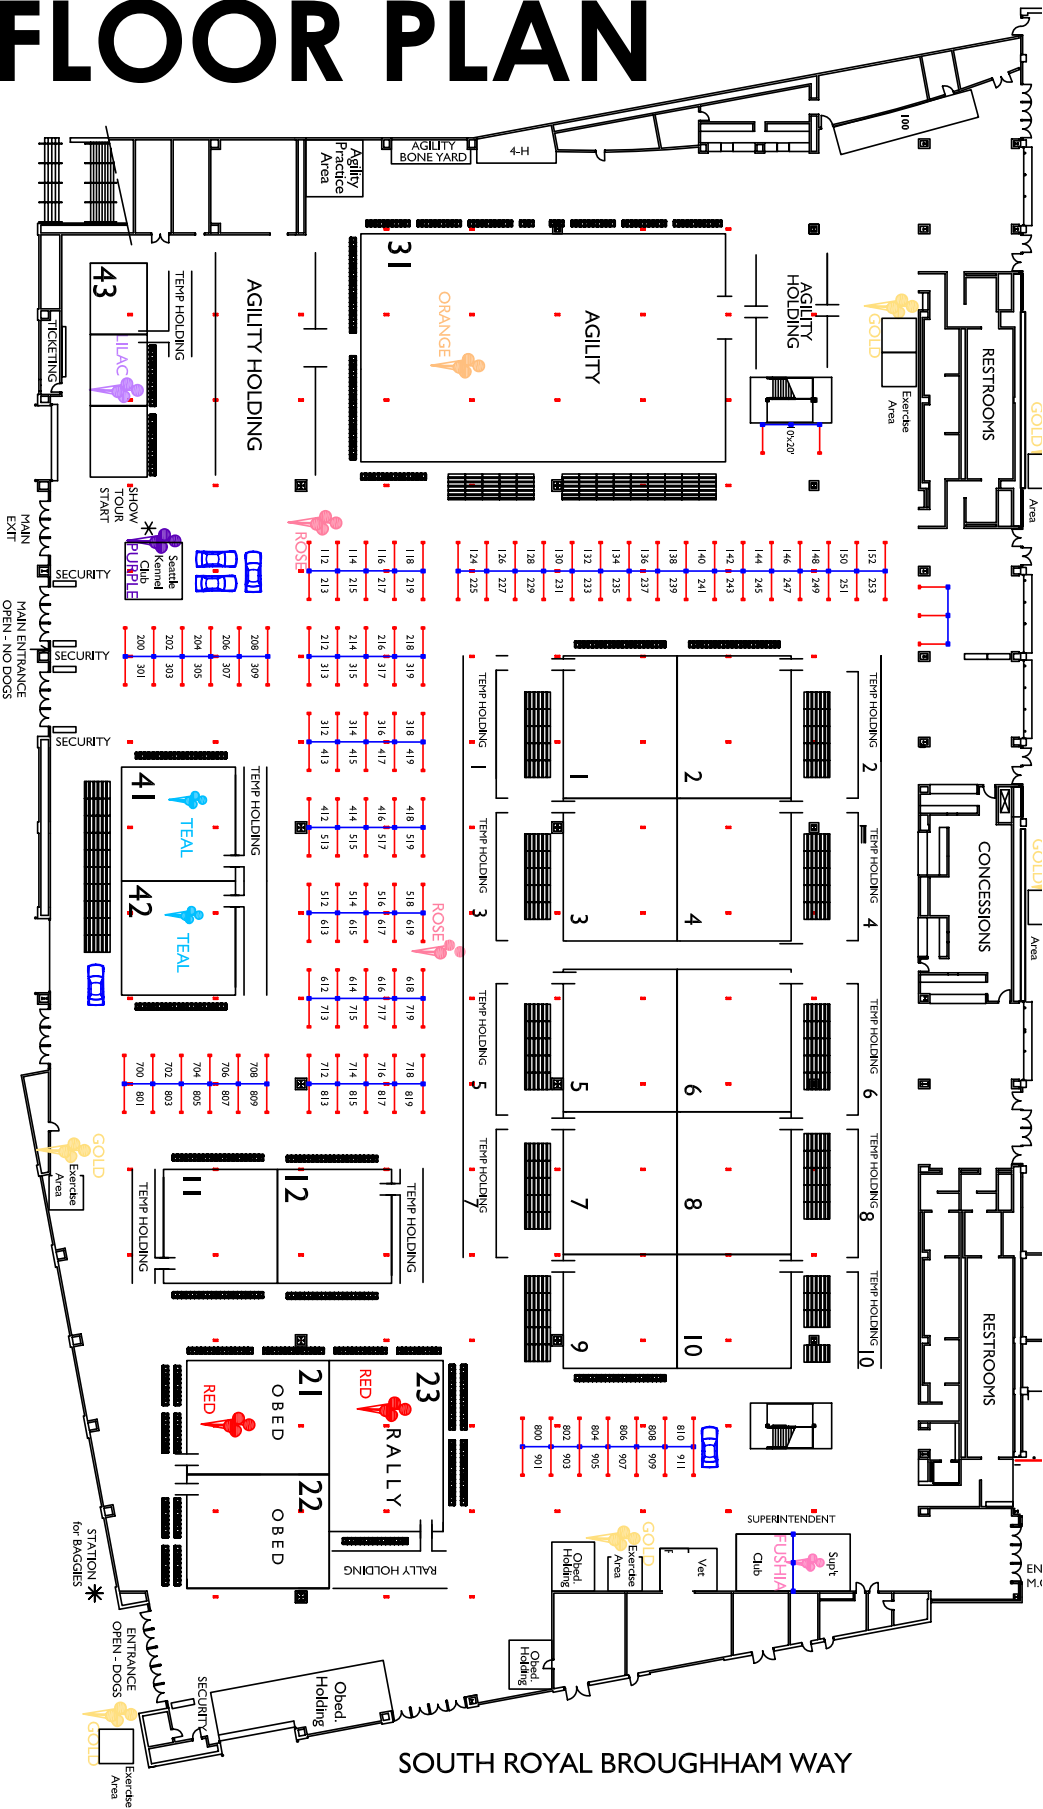 FLOOR PLAN
100
4-H
AGILITY
BONE YARD
Agility
Practice
Area
31
AGILITY
ORANGE
AGILITY
HOLDING
AGILITY HOLDING
TEMP HOLDING
43
LILAC
TICKETING
GOLD
Exercise
Area
RESTROOMS
GOLD
Area
10'x20'
SHOW
TOUR
START
MAIN
EXIT
PURPLE
Seattle
Kennel
Club
SECURITY
MAIN ENTRANCE
OPEN - NO DOGS
SECURITY
SECURITY
ROSE
112 114 116 118
213 215 217 219
124 126 128 130 132 134 136 138 140 142 144 146 148 150 152
225 227 229 231 233 235 237 239 241 243 245 247 249 251 253
200 202 204 206 208
301 303 305 307 309
212 214 216 218
313 315 317 319
312 314 316 318
413 415 417 419
412 414 416 418
513 515 517 519
512 514 516 518
613 615 617 619
612 614 616 618
713 715 717 719
712 714 716 718
813 815 817 819
700 702 704 706 708
801 803 805 807 809
ROSE
TEMP HOLDING 1
TEMP HOLDING 3
TEMP HOLDING 5
TEMP HOLDING 7
TEMP HOLDING 2
TEMP HOLDING 4
TEMP HOLDING 6
TEMP HOLDING 8
TEMP HOLDING 10
1
2
3
4
5
6
7
8
9
10
41
TEAL
42
TEAL
TEMP HOLDING
CONCESSIONS
GOLD
Area
GOLD
Exercise
Area
TEMP HOLDING
11
12
TEMP HOLDING
RESTROOMS
21
OBED
RED
22
OBED
23
RALLY
RED
RALLY HOLDING
800 802 804 806 808 810
901 903 905 907 909 911
SUPERINTENDENT
Sup't
Club
FUSHIA
Vet
GOLD
Exercise
Area
Obed.
Holding
Obed.
Holding
Obed.
Holding
STATION
for BAGGIES
ENTRANCE
OPEN - DOGS
SECURITY
GOLD
Exercise
Area
SOUTH ROYAL BROUGHHAM WAY